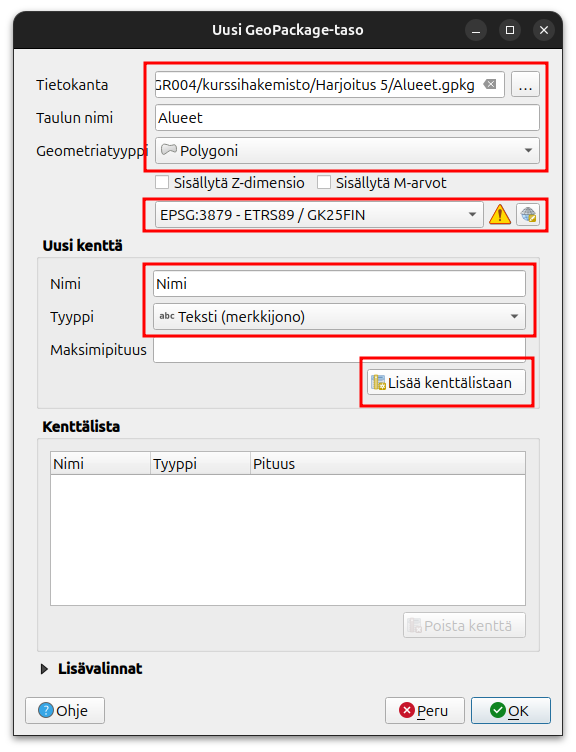 Uusi GeoPackage-taso
Tietokanta GR004/kurssihakemisto/Harjoitus 5/Alueet.gpkg ...
Taulun nimi Alueet
Geometriatyyppi Polygoni
Sisällytä Z-dimensio Sisällytä M-arvot
EPSG:3879 - ETRS89 / GK25FIN
Uusi kenttä
Nimi Nimi
Tyyppi abc Teksti (merkkijono)
Maksimipituus
Lisää kenttälistaan
Kenttälista
Nimi Tyyppi Pituus
Poista kenttä
Lisävalinnat
Ohje Peru OK